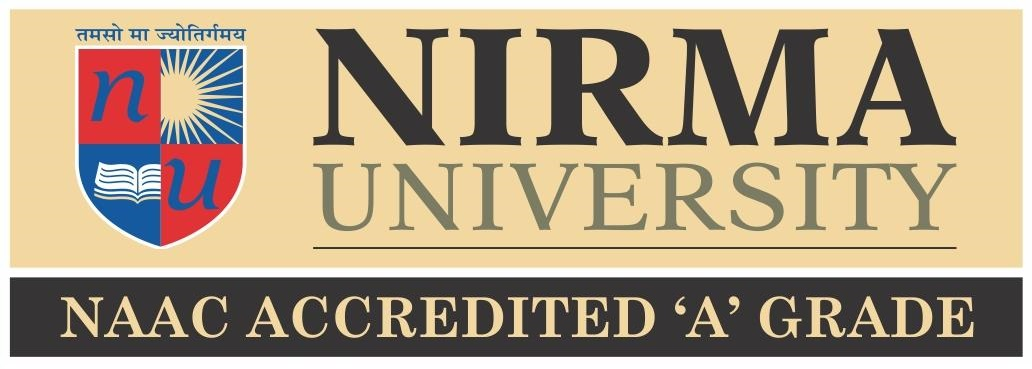 तमसो मा ज्योतिर्गमय
n
u
NIRMA
UNIVERSITY
NAAC ACCREDITED ‘A’ GRADE